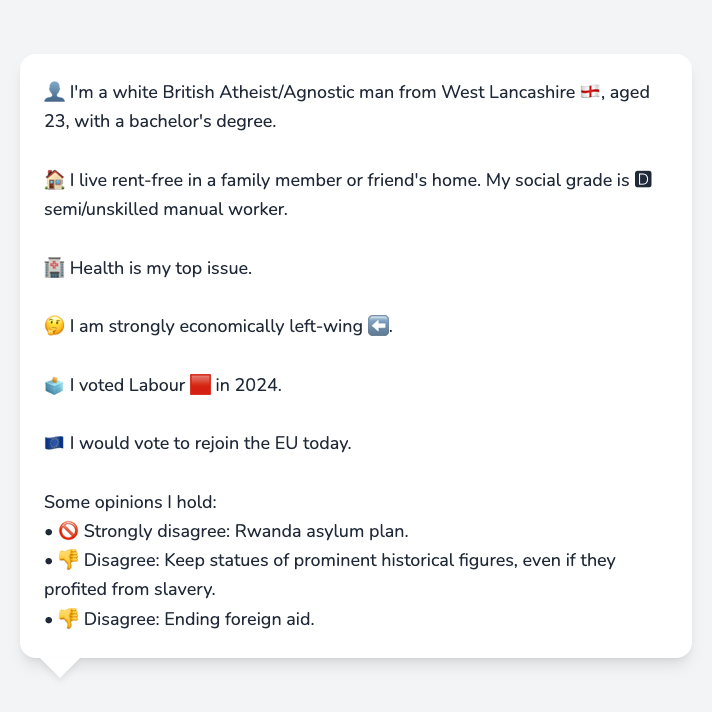 👤 I'm a white British Atheist/Agnostic man from West Lancashire 🏴󠁧󠁢󠁥󠁮󠁧󠁿, aged
23, with a bachelor's degree.
🏠 I live rent-free in a family member or friend's home. My social grade is 🅳
semi/unskilled manual worker.
🏥 Health is my top issue.
🤔 I am strongly economically left-wing ⬅️.
🗳️ I voted Labour 🟥 in 2024.
🇪🇺 I would vote to rejoin the EU today.
Some opinions I hold:
• 🚫 Strongly disagree: Rwanda asylum plan.
• 👎 Disagree: Keep statues of prominent historical figures, even if they
profited from slavery.
• 👎 Disagree: Ending foreign aid.